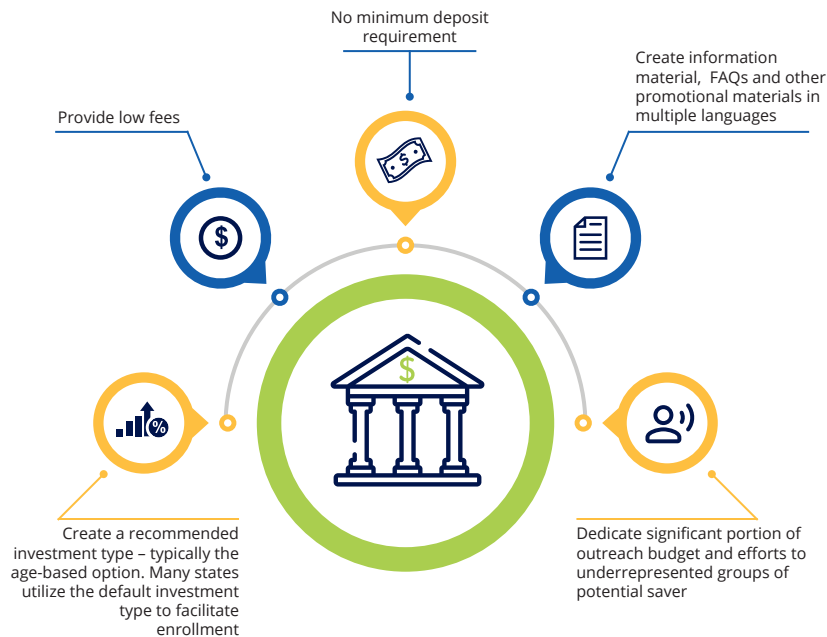 No minimum deposit
requirement
Provide low fees
$
$
Create information
material, FAQs and other
promotional materials in
multiple languages
$
%
Create a recommended
investment type – typically the
age-based option. Many states
utilize the default investment
type to facilitate
enrollment
Dedicate significant portion of
outreach budget and efforts to
underrepresented groups of
potential saver